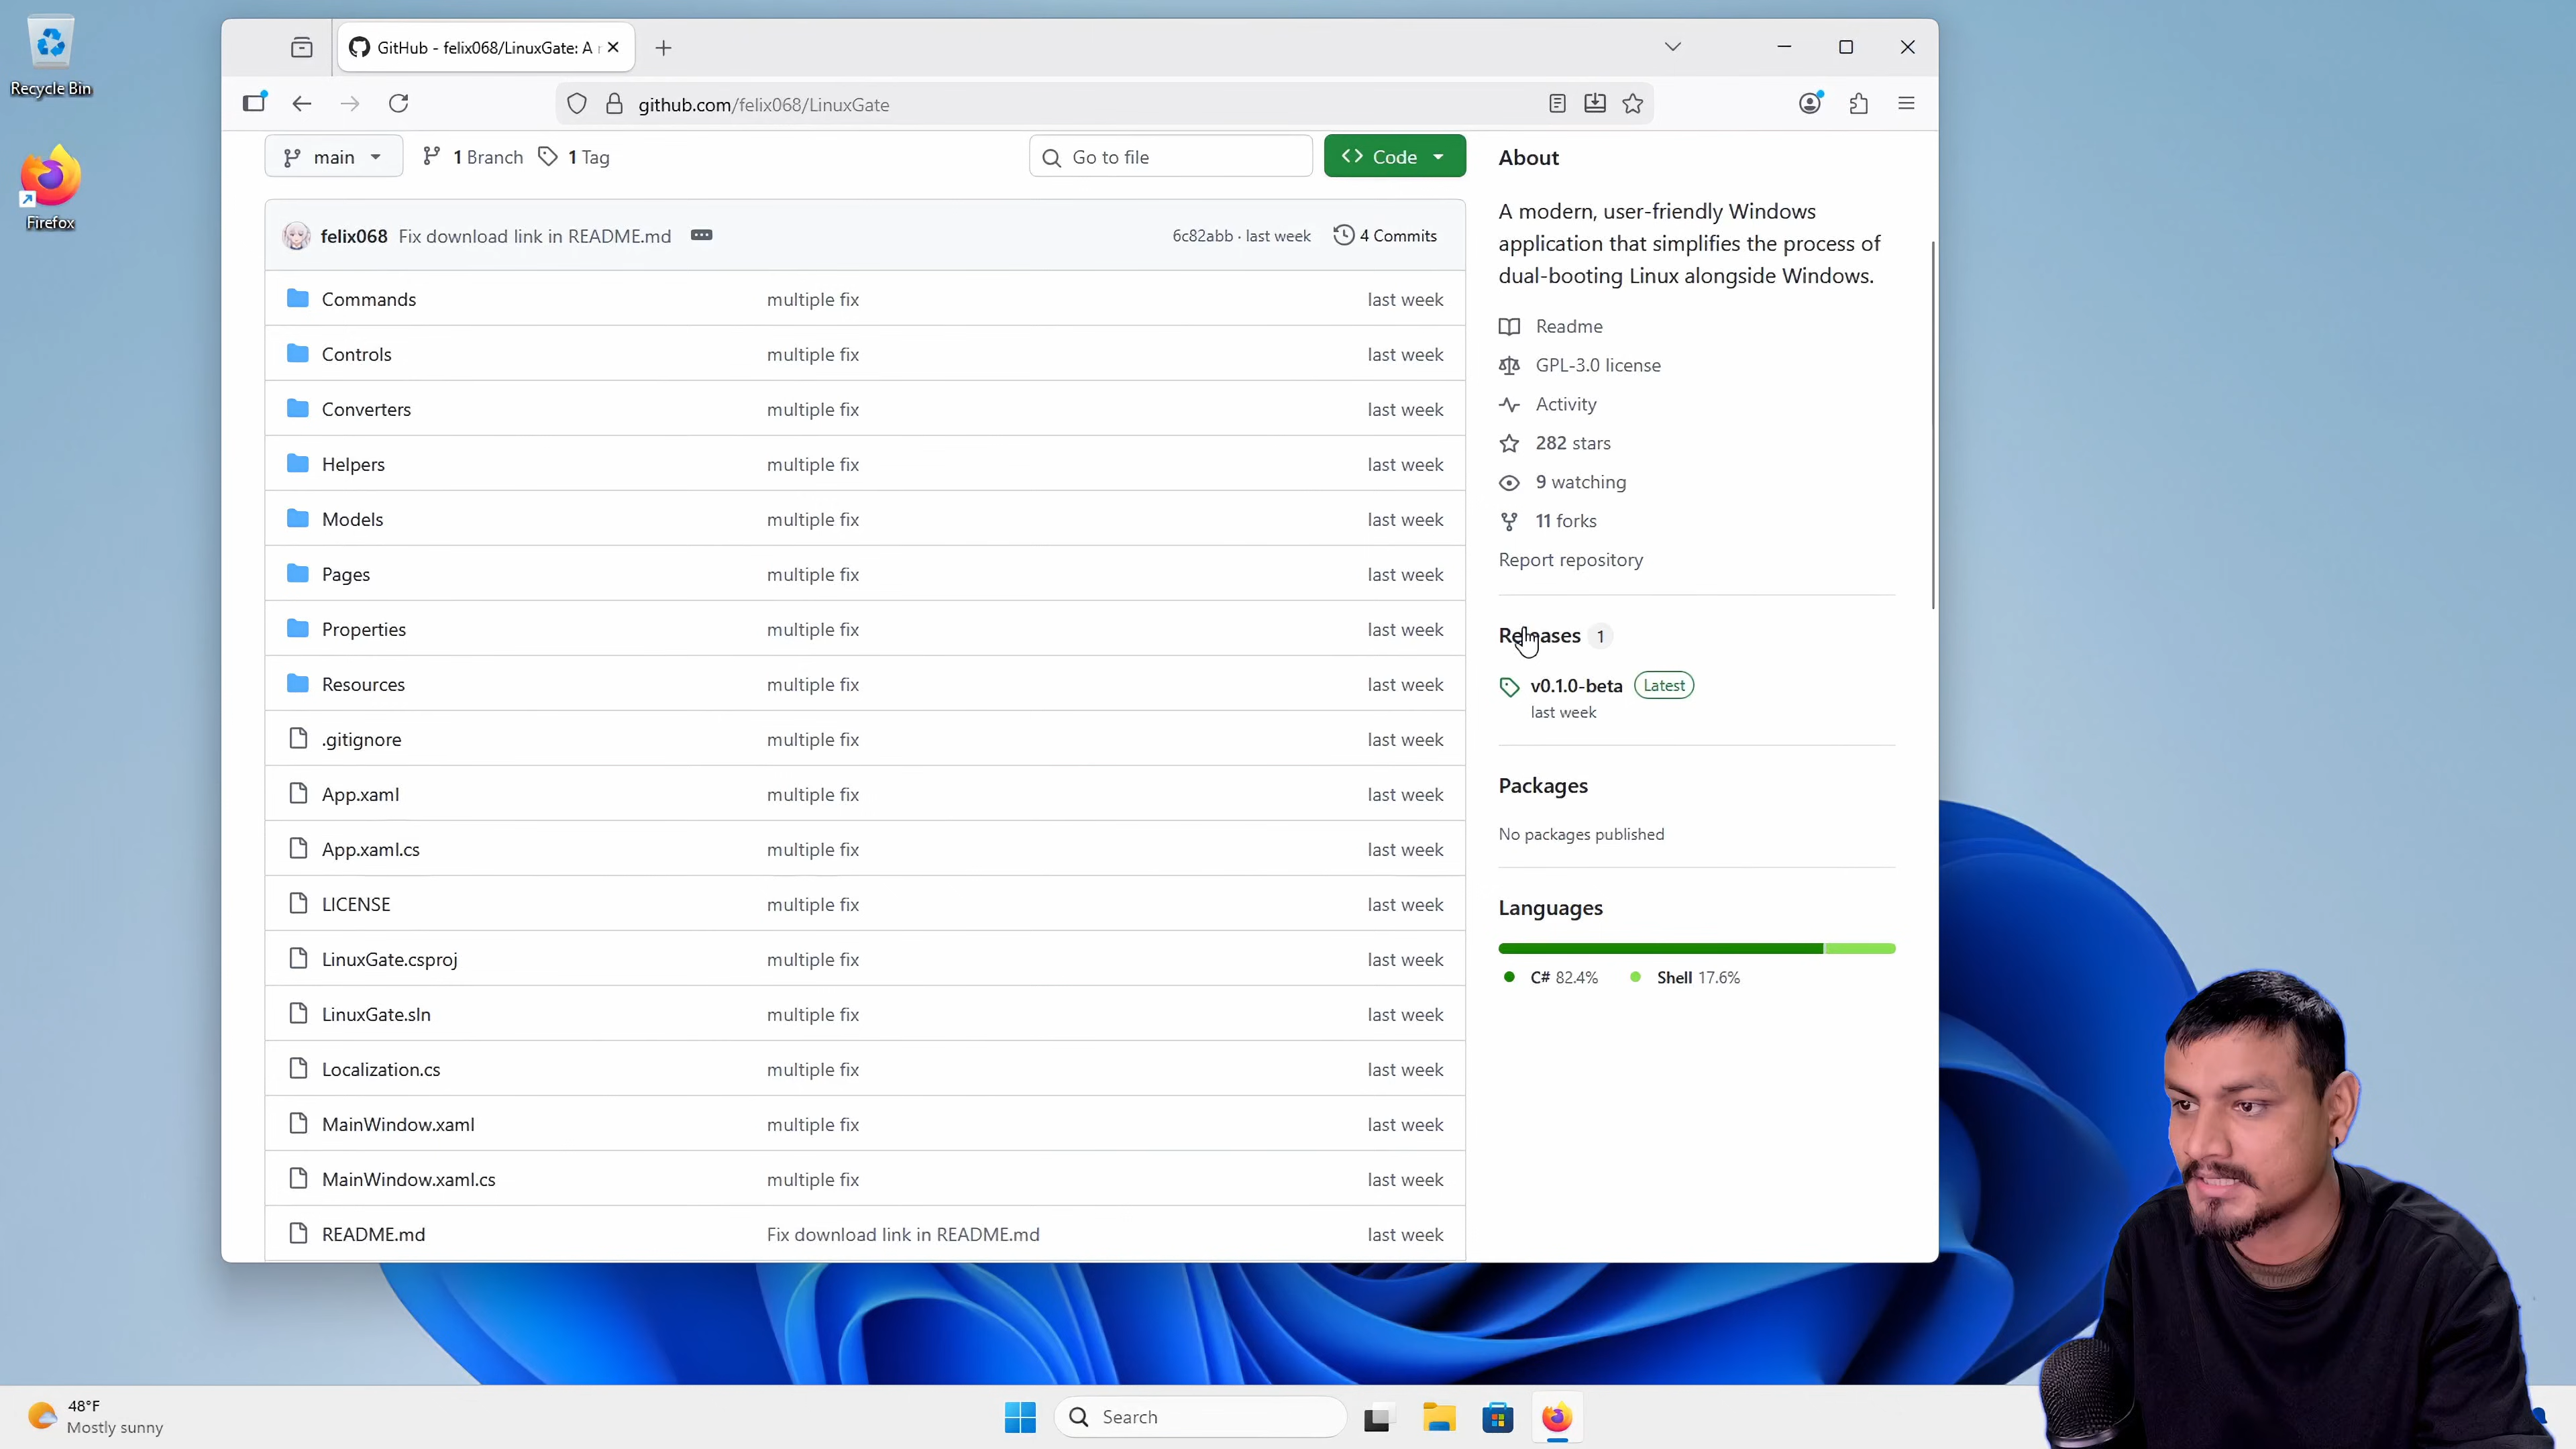 Recycle Bin
Firefox
GitHub - felix068/LinuxGate: A
github.com/felix068/LinuxGate
main
1 Branch
1 Tag
Go to file
Code
felix068 Fix download link in README.md
6c82abb · last week
4 Commits
Commands multiple fix last week
Controls multiple fix last week
Converters multiple fix last week
Helpers multiple fix last week
Models multiple fix last week
Pages multiple fix last week
Properties multiple fix last week
Resources multiple fix last week
.gitignore multiple fix last week
App.xaml multiple fix last week
App.xaml.cs multiple fix last week
LICENSE multiple fix last week
LinuxGate.csproj multiple fix last week
LinuxGate.sln multiple fix last week
Localization.cs multiple fix last week
MainWindow.xaml multiple fix last week
MainWindow.xaml.cs multiple fix last week
README.md Fix download link in README.md last week
About
A modern, user-friendly Windows
application that simplifies the process of
dual-booting Linux alongside Windows.
Readme
GPL-3.0 license
Activity
282 stars
9 watching
11 forks
Report repository
Releases 1
v0.1.0-beta Latest
last week
Packages
No packages published
Languages
C# 82.4% Shell 17.6%
48°F
Mostly sunny
Search